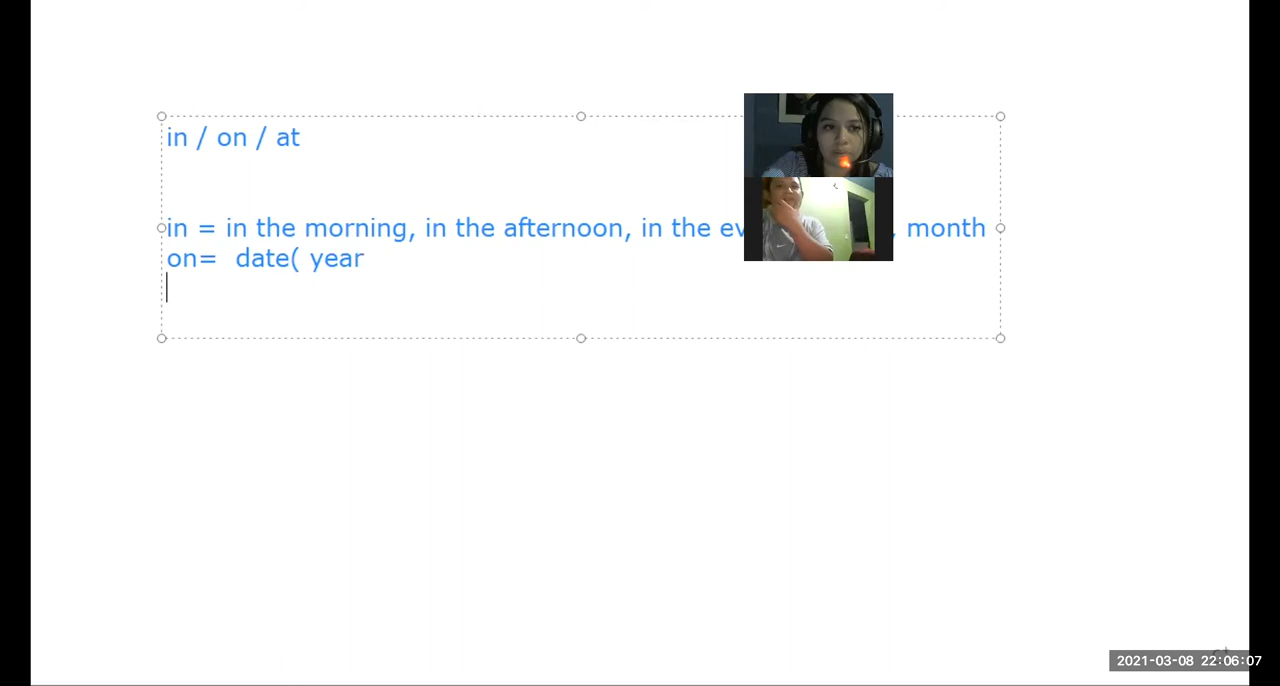 in / on / at
in = in the morning, in the afternoon, in the , month
on=  date( year
2021-03-08 22:06:07